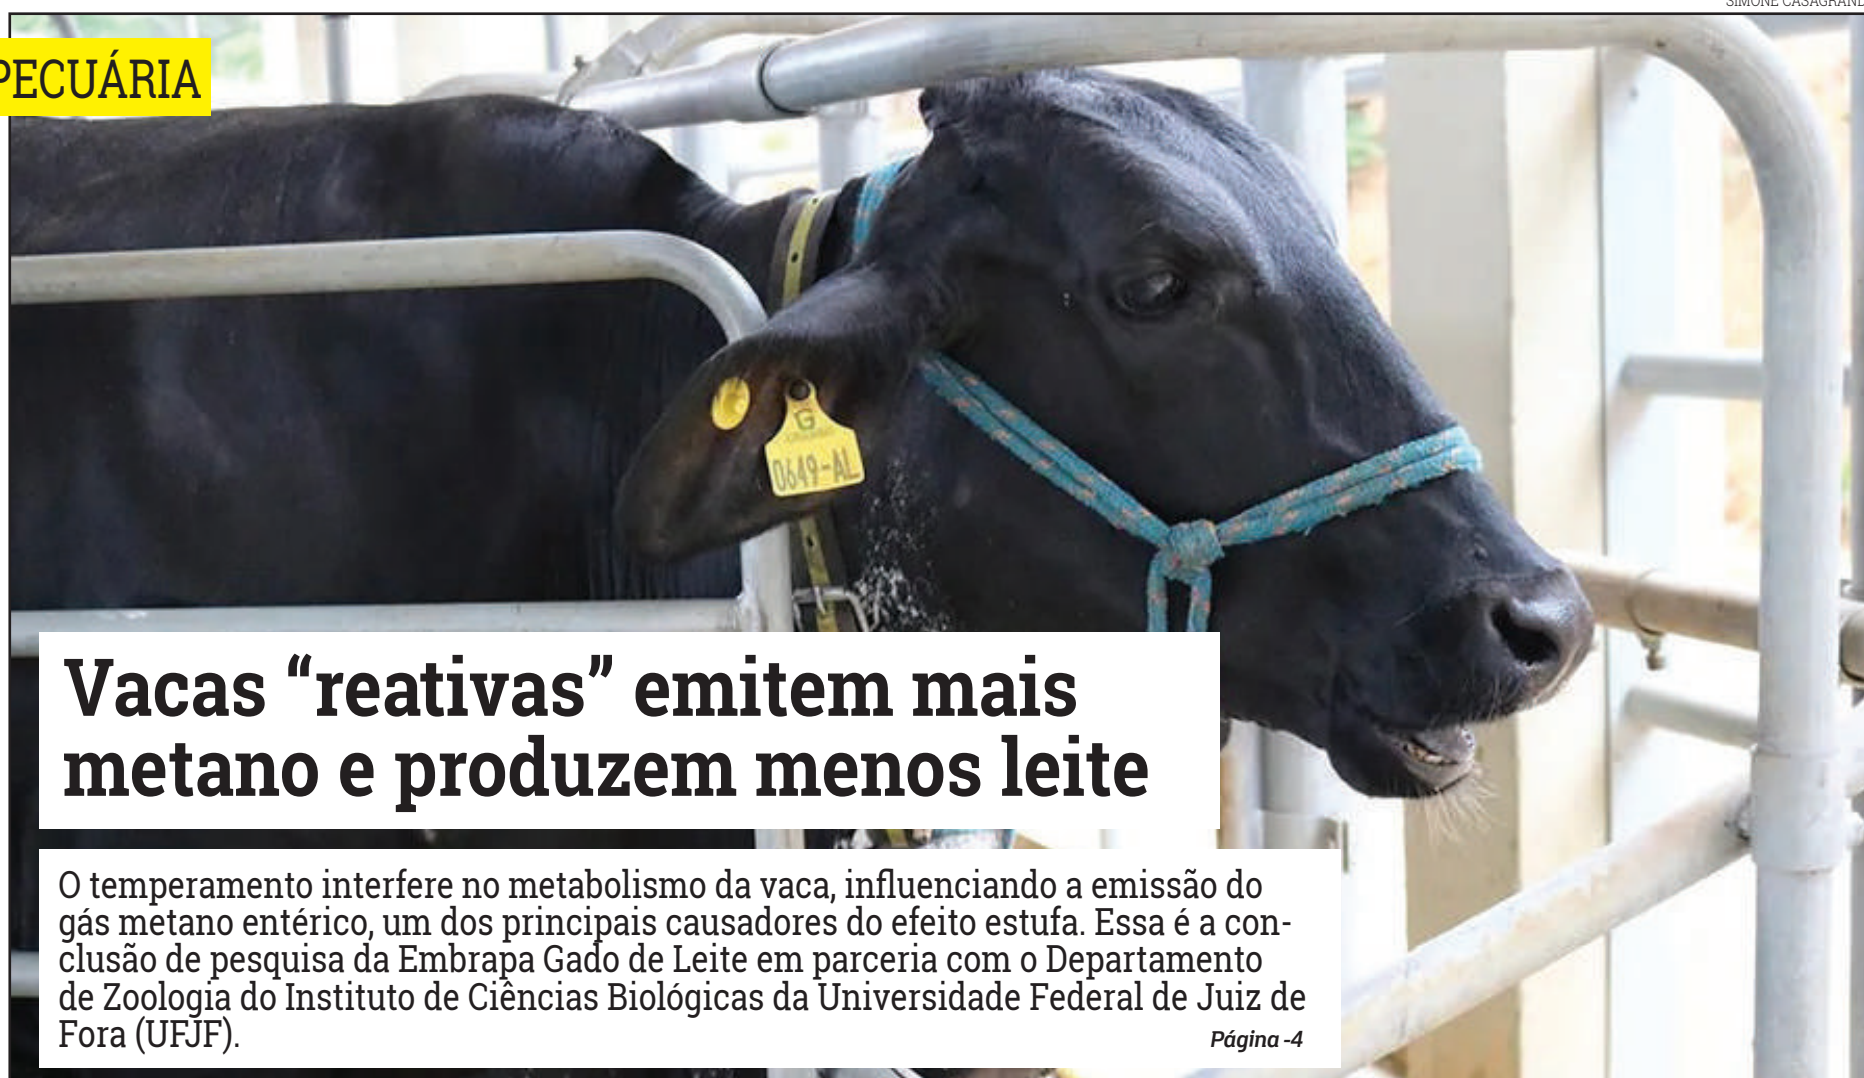 SIMONE CASAGRAND
PECUÁRIA
G
0649-AL
Vacas “reativas” emitem mais
metano e produzem menos leite
O temperamento interfere no metabolismo da vaca, influenciando a emissão do
gás metano entérico, um dos principais causadores do efeito estufa. Essa é a con-
clusão de pesquisa da Embrapa Gado de Leite em parceria com o Departamento
de Zoologia do Instituto de Ciências Biológicas da Universidade Federal de Juiz de
Fora (UFJF).
Página -4